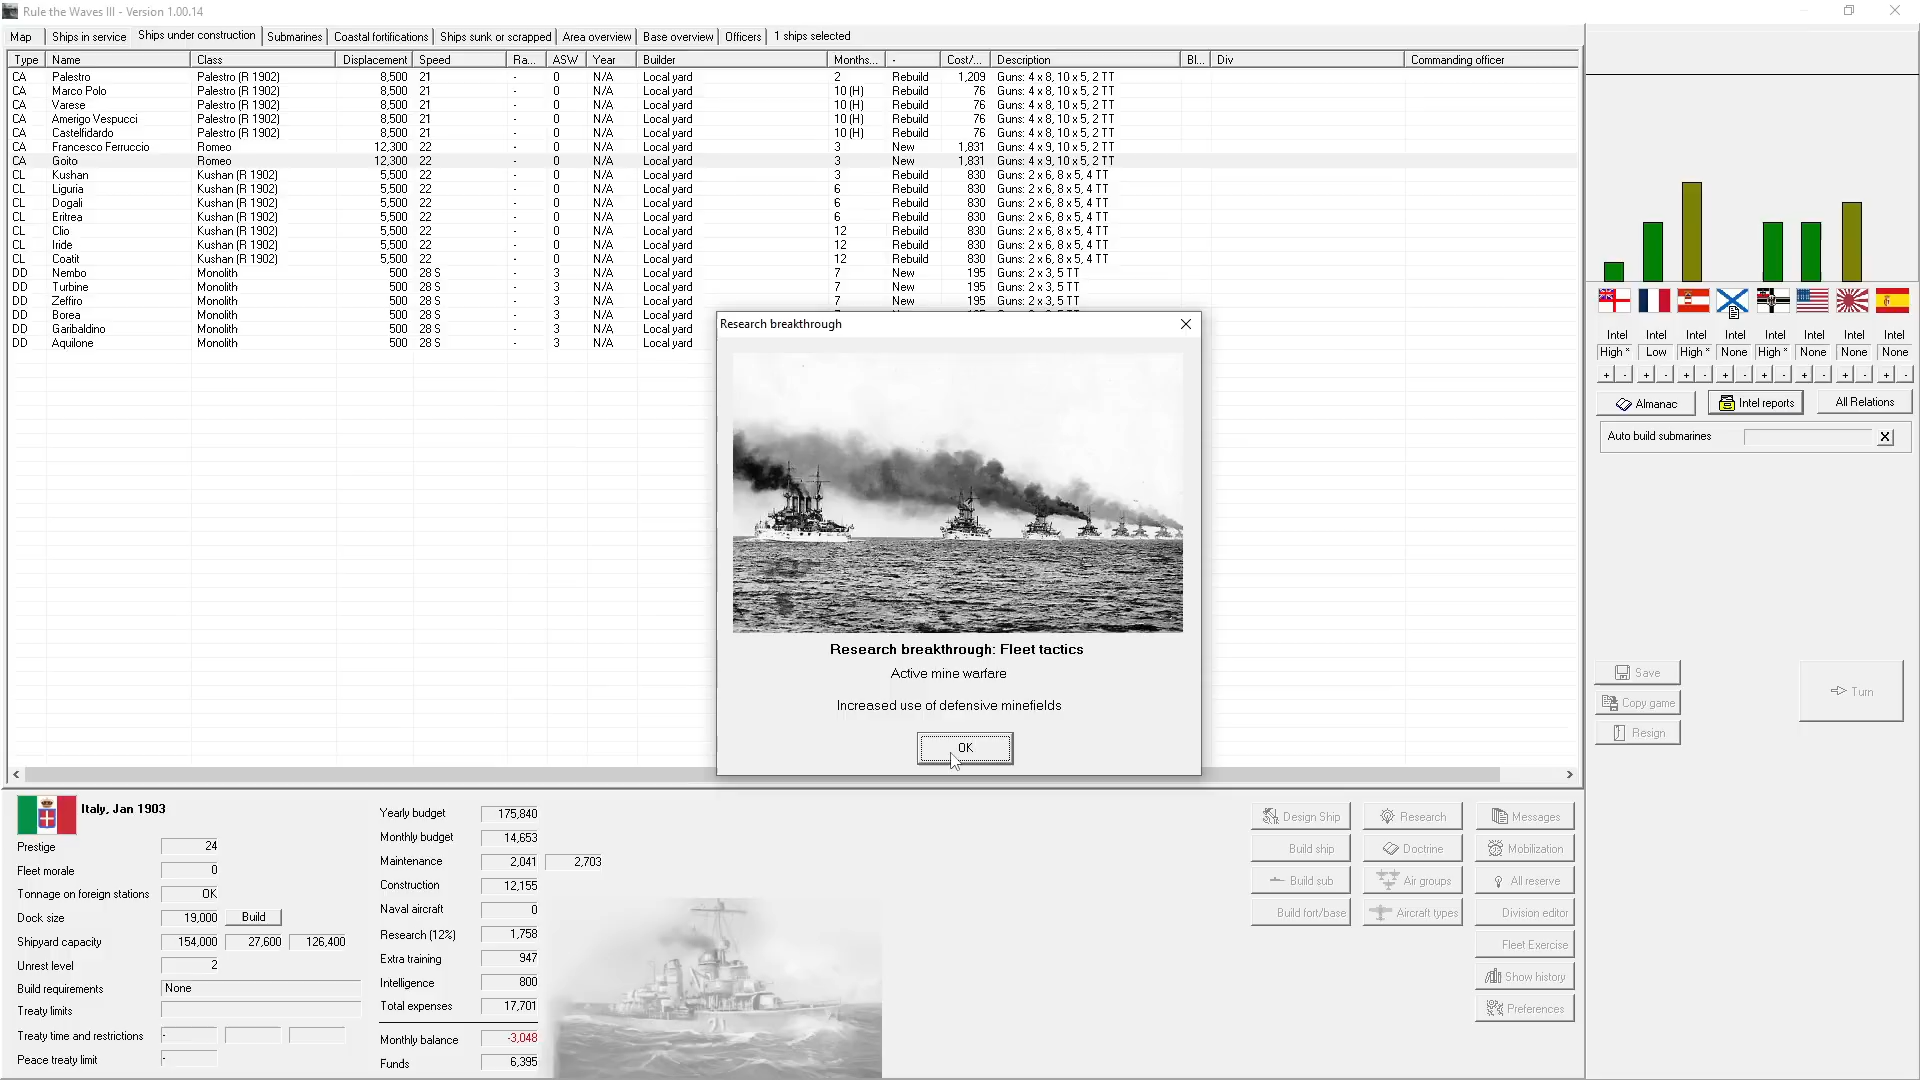 Rule the Waves III - Version 1.00.14
Map Ships in service Ships under construction Submarines Coastal fortifications Ships sunk or scrapped Area overview Base overview Officers 1 ships selected
Type Name Class Displacement Speed Ra... ASW Year Builder Months... - Cost/... Description Bl... Div Commanding officer
CA Palestro Palestro (R 1902) 8,500 21 - 0 N/A Local yard 2 Rebuild 1,209 Guns: 4 x 8, 10 x 5, 2 TT
CA Marco Polo Palestro (R 1902) 8,500 21 - 0 N/A Local yard 10 (H) Rebuild 76 Guns: 4 x 8, 10 x 5, 2 TT
CA Varese Palestro (R 1902) 8,500 21 - 0 N/A Local yard 10 (H) Rebuild 76 Guns: 4 x 8, 10 x 5, 2 TT
CA Amerigo Vespucci Palestro (R 1902) 8,500 21 - 0 N/A Local yard 10 (H) Rebuild 76 Guns: 4 x 8, 10 x 5, 2 TT
CA Castelfidardo Palestro (R 1902) 8,500 21 - 0 N/A Local yard 10 (H) Rebuild 76 Guns: 4 x 8, 10 x 5, 2 TT
CA Francesco Ferruccio Romeo 12,300 22 - 0 N/A Local yard 3 New 1,831 Guns: 4 x 9, 10 x 5, 2 TT
CA Goito Romeo 12,300 22 - 0 N/A Local yard 3 New 1,831 Guns: 4 x 9, 10 x 5, 2 TT
CL Kushan Kushan (R 1902) 5,500 22 - 0 N/A Local yard 3 Rebuild 830 Guns: 2 x 6, 8 x 5, 4 TT
CL Liguria Kushan (R 1902) 5,500 22 - 0 N/A Local yard 6 Rebuild 830 Guns: 2 x 6, 8 x 5, 4 TT
CL Dogali Kushan (R 1902) 5,500 22 - 0 N/A Local yard 6 Rebuild 830 Guns: 2 x 6, 8 x 5, 4 TT
CL Eritrea Kushan (R 1902) 5,500 22 - 0 N/A Local yard 6 Rebuild 830 Guns: 2 x 6, 8 x 5, 4 TT
CL Clio Kushan (R 1902) 5,500 22 - 0 N/A Local yard 12 Rebuild 830 Guns: 2 x 6, 8 x 5, 4 TT
CL Iride Kushan (R 1902) 5,500 22 - 0 N/A Local yard 12 Rebuild 830 Guns: 2 x 6, 8 x 5, 4 TT
CL Coatit Kushan (R 1902) 5,500 22 - 0 N/A Local yard 12 Rebuild 830 Guns: 2 x 6, 8 x 5, 4 TT
DD Nembo Monolith 500 28 S - 3 N/A Local yard 7 New 195 Guns: 2 x 3, 5 TT
DD Turbine Monolith 500 28 S - 3 N/A Local yard 7 New 195 Guns: 2 x 3, 5 TT
DD Zeffiro Monolith 500 28 S - 3 N/A Local yard 7 New 195 Guns: 2 x 3, 5 TT
DD Borea Monolith 500 28 S - 3 N/A Local yard
DD Garibaldino Monolith 500 28 S - 3 N/A Local yard
DD Aquilone Monolith 500 28 S - 3 N/A Local yard
Research breakthrough
Research breakthrough: Fleet tactics
Active mine warfare
Increased use of defensive minefields
OK
Intel Intel Intel Intel Intel Intel Intel Intel
High * Low High * None High * None None None
+ - + - + - + - + - + - + - + -
Almanac Intel reports All Relations
Auto build submarines X
Save
Copy game
Resign
Turn
Italy, Jan 1903
Prestige 24
Fleet morale 0
Tonnage on foreign stations OK
Dock size 19,000 Build
Shipyard capacity 154,000 27,600 126,400
Unrest level 2
Build requirements None
Treaty limits
Treaty time and restrictions -
Peace treaty limit -
Yearly budget 175,840
Monthly budget 14,653
Maintenance 2,041 2,703
Construction 12,155
Naval aircraft 0
Research (12%) 1,758
Extra training 947
Intelligence 800
Total expenses 17,701
Monthly balance -3,048
Funds 6,395
Design Ship Research Messages
Build ship Doctrine Mobilization
Build sub Air groups All reserve
Build fort/base Aircraft types Division editor
Fleet Exercise
Show history
Preferences